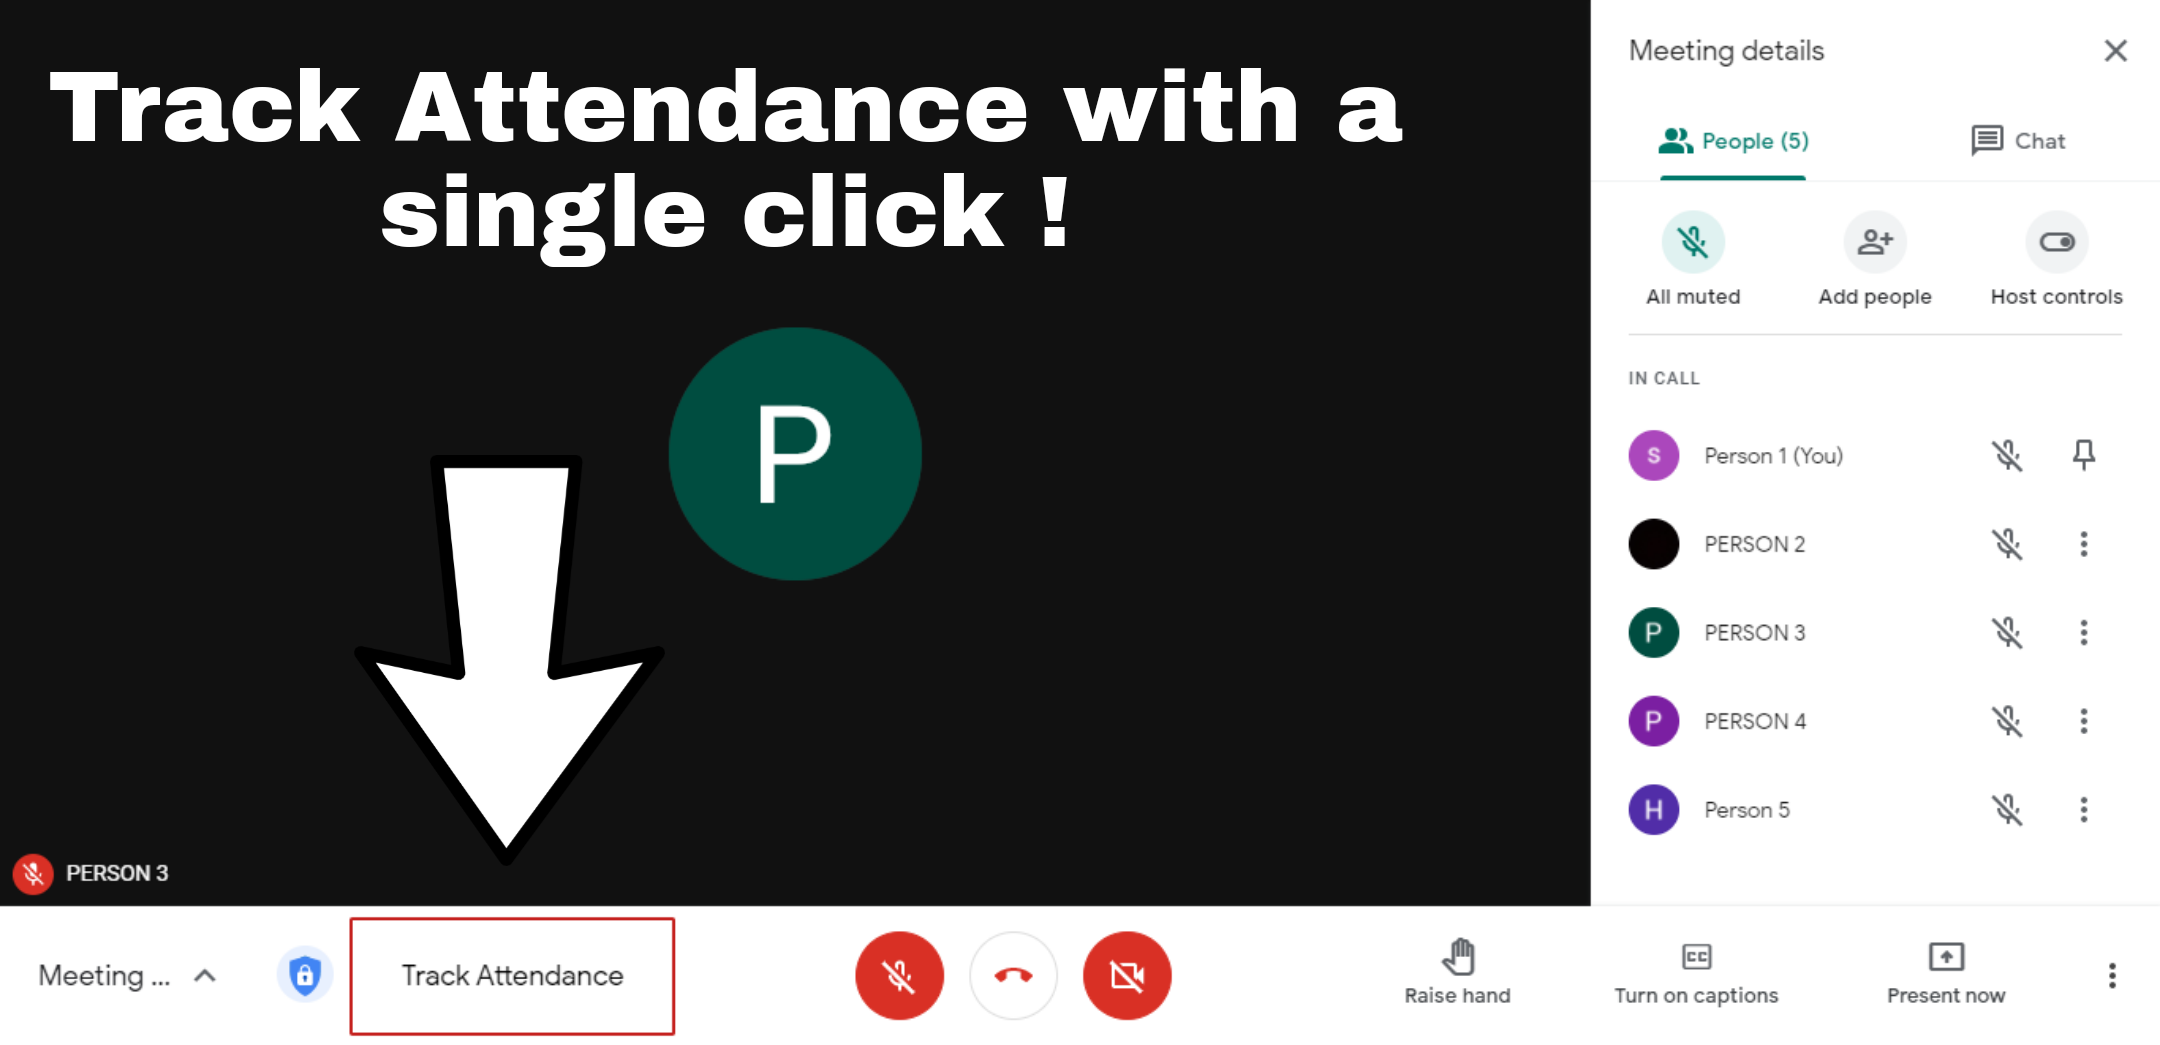 Track Attendance with a
single click !
P
PERSON 3
Meeting details
People (5)
Chat
All muted
Add people
Host controls
IN CALL
S
Person 1 (You)
PERSON 2
P
PERSON 3
P
PERSON 4
H
Person 5
Meeting ...
Track Attendance
Raise hand
CC
Turn on captions
Present now